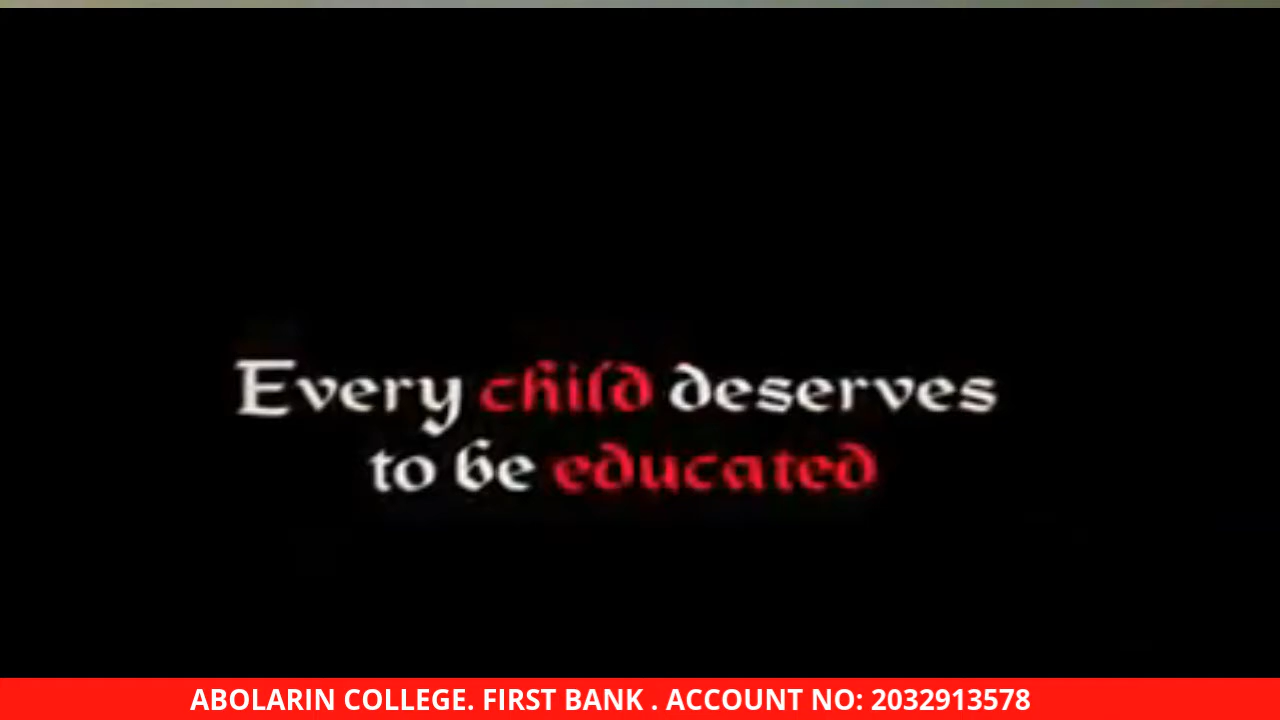 Every child deserves
to be educated
ABOLARIN COLLEGE. FIRST BANK . ACCOUNT NO: 2032913578